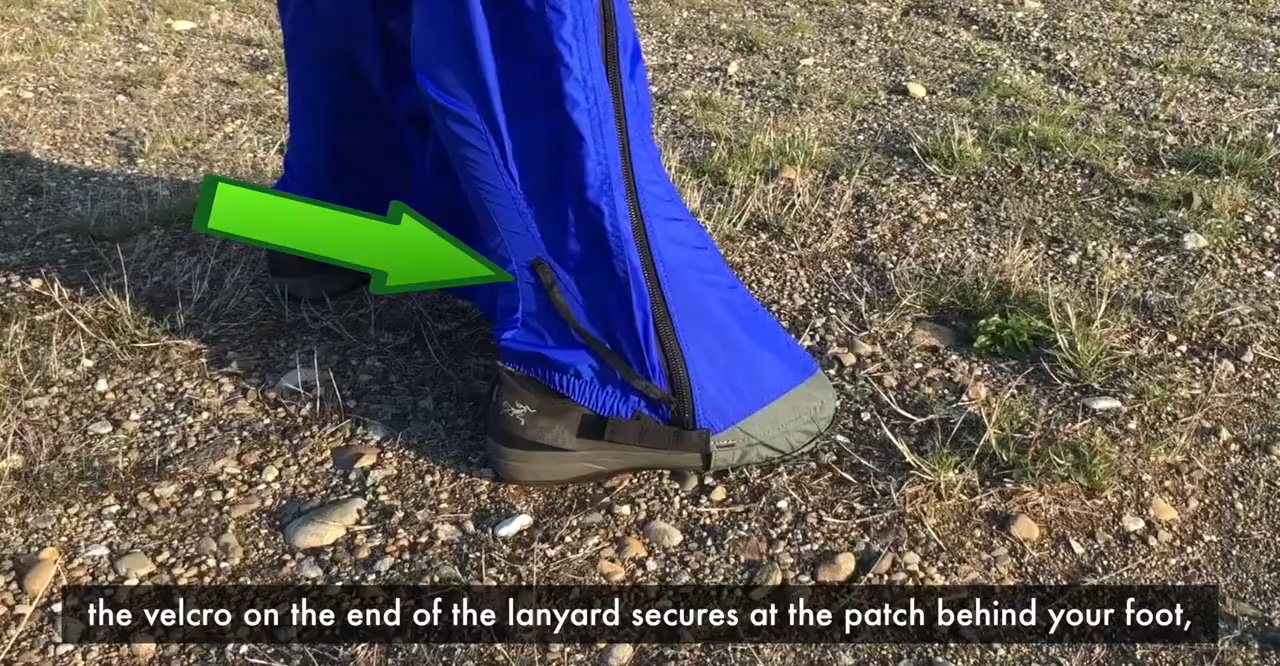 the velcro on the end of the lanyard secures at the patch behind your foot,